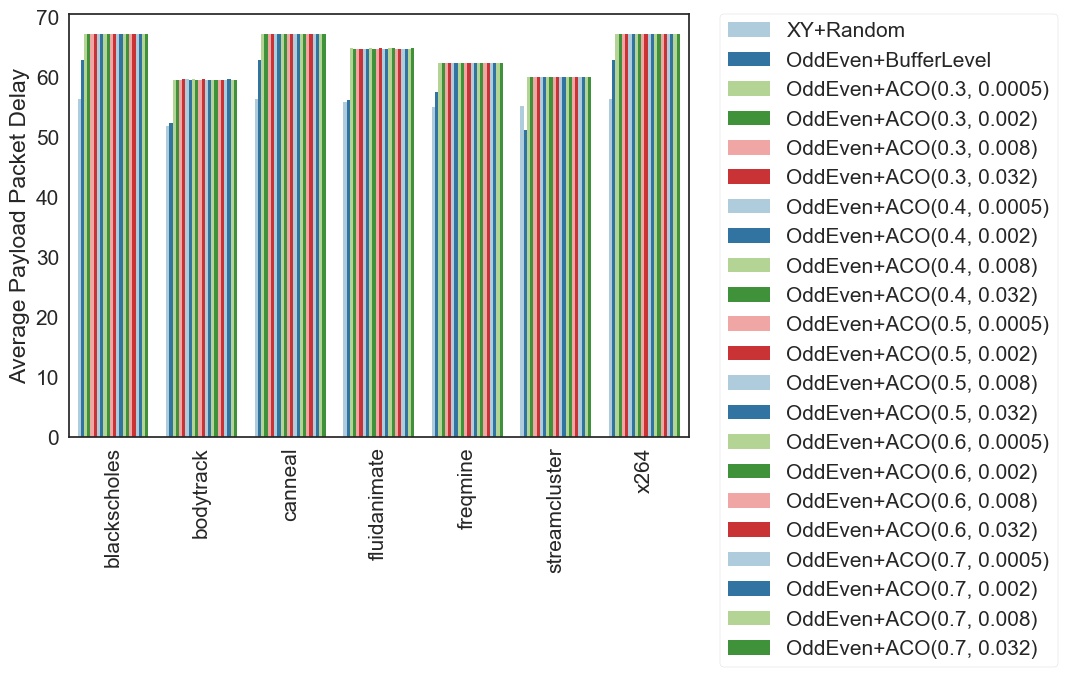 Average Payload Packet Delay
70
60
50
40
30
20
10
0
blackscholes
bodytrack
canneal
fluidanimate
freqmine
streamcluster
x264
XY+Random
OddEven+BufferLevel
OddEven+ACO(0.3, 0.0005)
OddEven+ACO(0.3, 0.002)
OddEven+ACO(0.3, 0.008)
OddEven+ACO(0.3, 0.032)
OddEven+ACO(0.4, 0.0005)
OddEven+ACO(0.4, 0.002)
OddEven+ACO(0.4, 0.008)
OddEven+ACO(0.4, 0.032)
OddEven+ACO(0.5, 0.0005)
OddEven+ACO(0.5, 0.002)
OddEven+ACO(0.5, 0.008)
OddEven+ACO(0.5, 0.032)
OddEven+ACO(0.6, 0.0005)
OddEven+ACO(0.6, 0.002)
OddEven+ACO(0.6, 0.008)
OddEven+ACO(0.6, 0.032)
OddEven+ACO(0.7, 0.0005)
OddEven+ACO(0.7, 0.002)
OddEven+ACO(0.7, 0.008)
OddEven+ACO(0.7, 0.032)